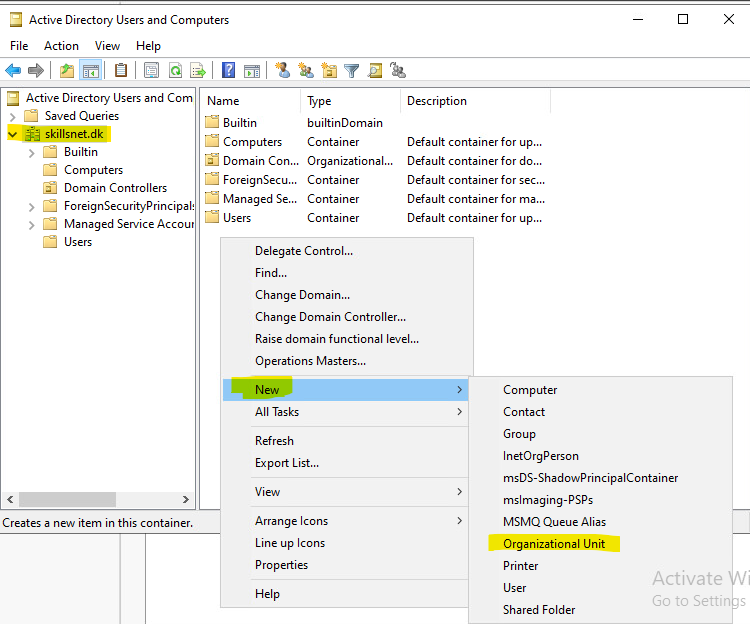 Active Directory Users and Computers
File Action View Help
Active Directory Users and Com
Saved Queries
skillsnet.dk
Builtin
Computers
Domain Controllers
ForeignSecurityPrincipals
Managed Service Accour
Users
Name Type Description
Builtin builtinDomain
Computers Container Default container for up...
Domain Con... Organizational... Default container for do...
ForeignSecu... Container Default container for sec...
Managed Se... Container Default container for ma...
Users Container Default container for up...
Delegate Control...
Find...
Change Domain...
Change Domain Controller...
Raise domain functional level...
Operations Masters...
New
All Tasks
Refresh
Export List...
View
Arrange Icons
Line up Icons
Properties
Help
Computer
Contact
Group
InetOrgPerson
msDS-ShadowPrincipalContainer
msImaging-PSPs
MSMQ Queue Alias
Organizational Unit
Printer
User
Shared Folder
Creates a new item in this container.
Activate Wi
Go to Settings